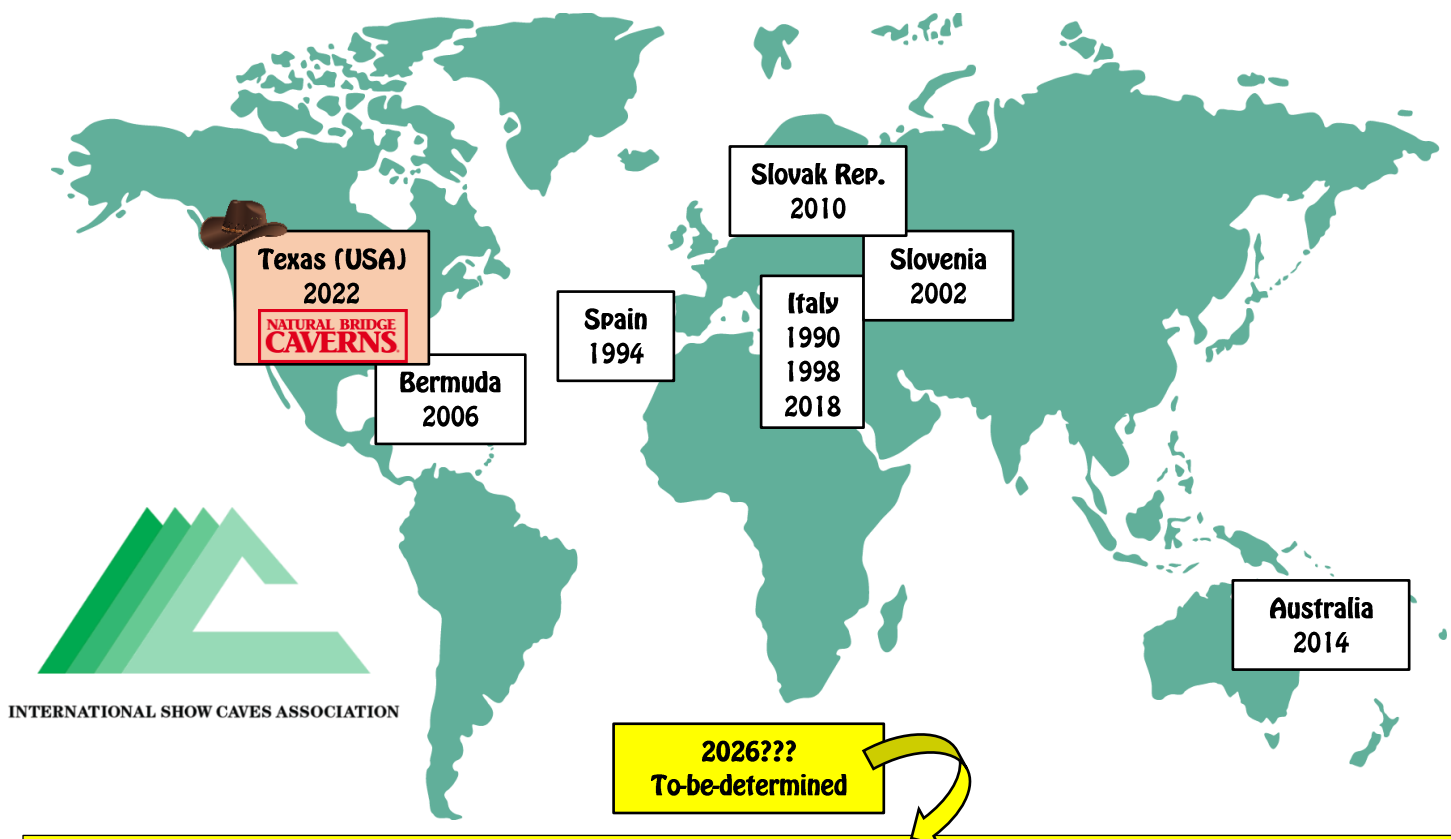 Slovak Rep.
2010
Texas (USA)
2022
NATURAL BRIDGE
CAVERNS
Slovenia
2002
Spain
1994
Italy
1990
1998
2018
Bermuda
2006
Australia
2014
INTERNATIONAL SHOW CAVES ASSOCIATION
2026???
To-be-determined